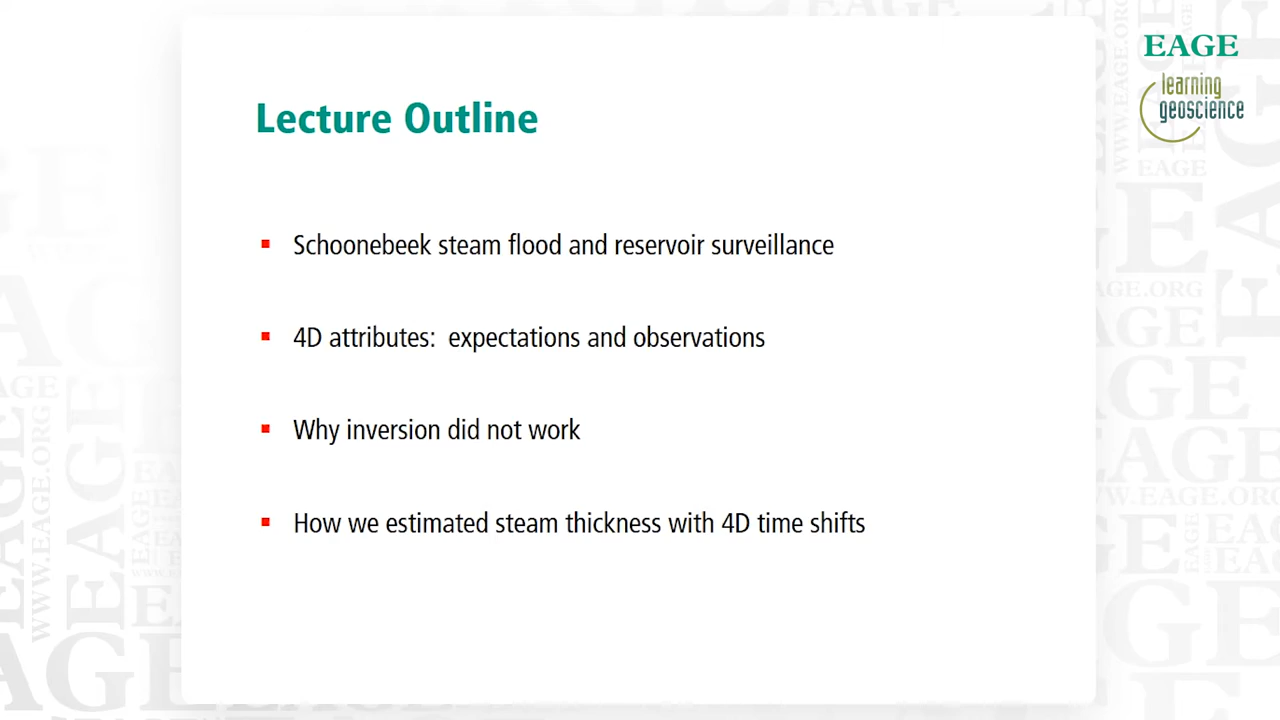 EAGE
learning
geoscience
Lecture Outline
Schoonebeek steam flood and reservoir surveillance
4D attributes: expectations and observations
Why inversion did not work
How we estimated steam thickness with 4D time shifts